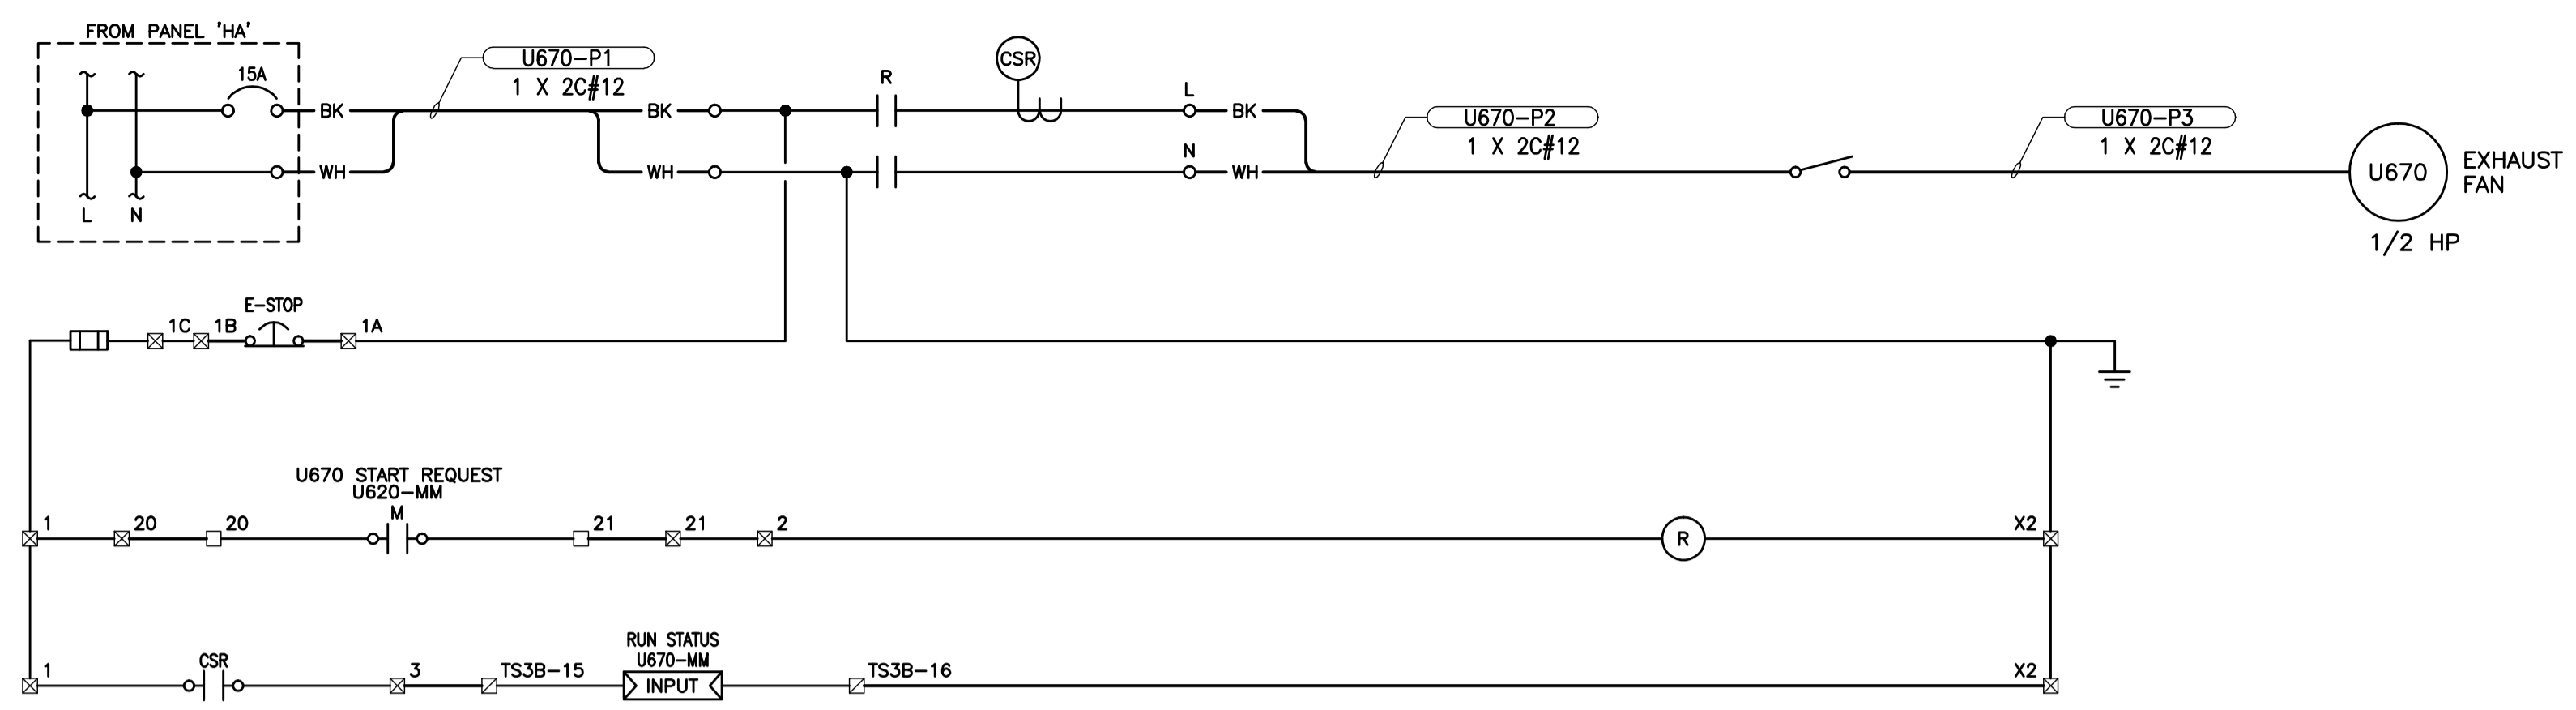 FROM PANEL 'HA'
15A
L
N
BK
WH
U670-P1
1 X 2C#12
BK
WH
R
CSR
L
N
BK
WH
U670-P2
1 X 2C#12
U670-P3
1 X 2C#12
U670
EXHAUST
FAN
1/2 HP
E-STOP
1C
1B
1A
U670 START REQUEST
U620-MM
M
1
20
20
21
21
2
R
X2
RUN STATUS
U670-MM
CSR
1
3
TS3B-15
INPUT
TS3B-16
X2